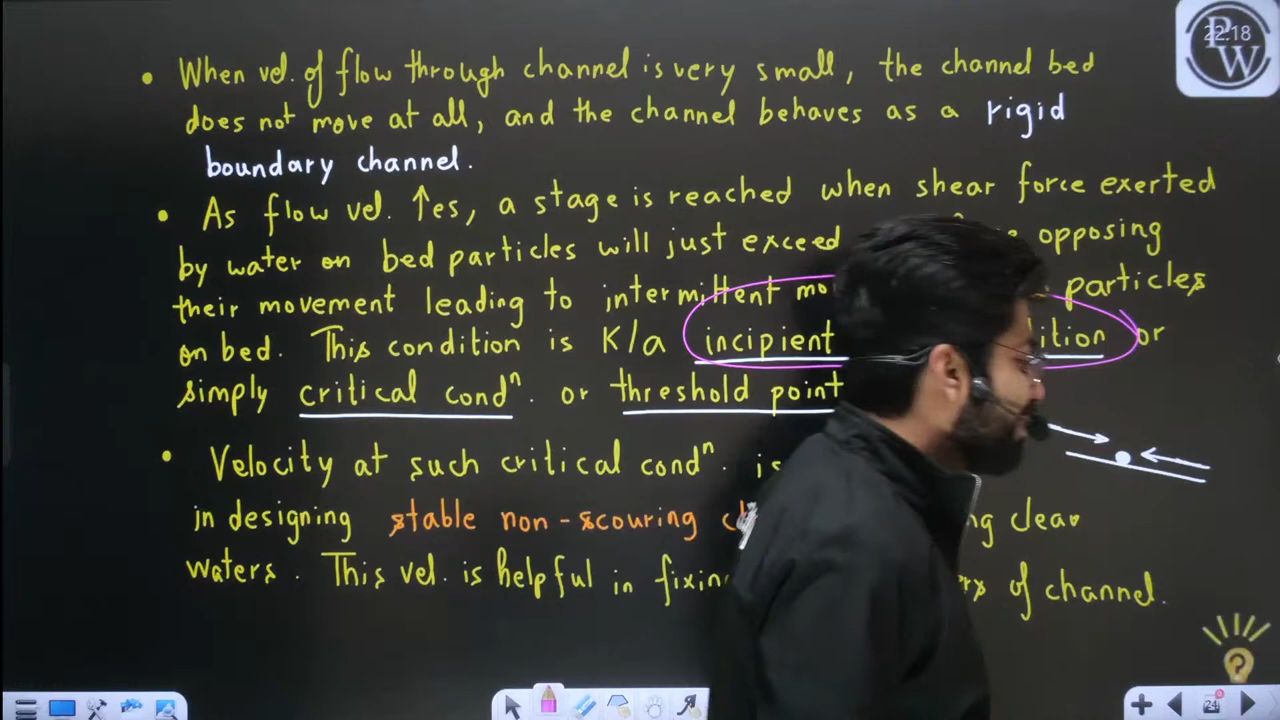 22:18
PW
• When vel. of flow through channel is very small, the channel bed
does not move at all, and the channel behaves as a rigid
boundary channel.
• As flow vel. ↑es, a stage is reached when shear force exerted
by water on bed particles will just exceed opposing
their movement leading to intermittent particles
on bed. This condition is K/a incipient or
simply critical condⁿ. or threshold point
• Velocity at such critical condⁿ. is
in designing stable non-scouring clear
waters. This vel. is helpful in fixing of channel.
24